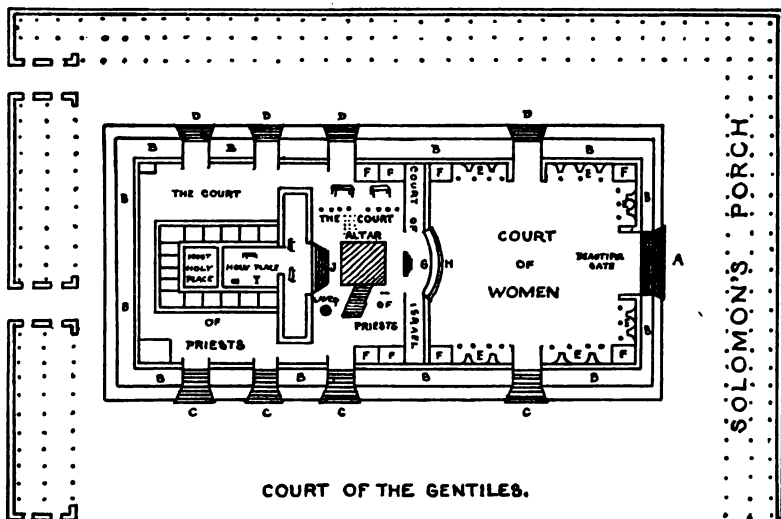 D D D D
B B B B
F F E E F
THE COURT
COURT OF
THE COURT
ALTAR
COURT
BEAUTIFUL
GATE
A
MOST
HOLY
PLACE
HOLY PLACE
J
G
H
OF
WOMEN
LAVER
OF
PRIESTS
ISRAEL
OF
PRIESTS
F F F E E F
B B B B
C C C C
B
B
B
B
SOLOMON'S PORCH
COURT OF THE GENTILES.